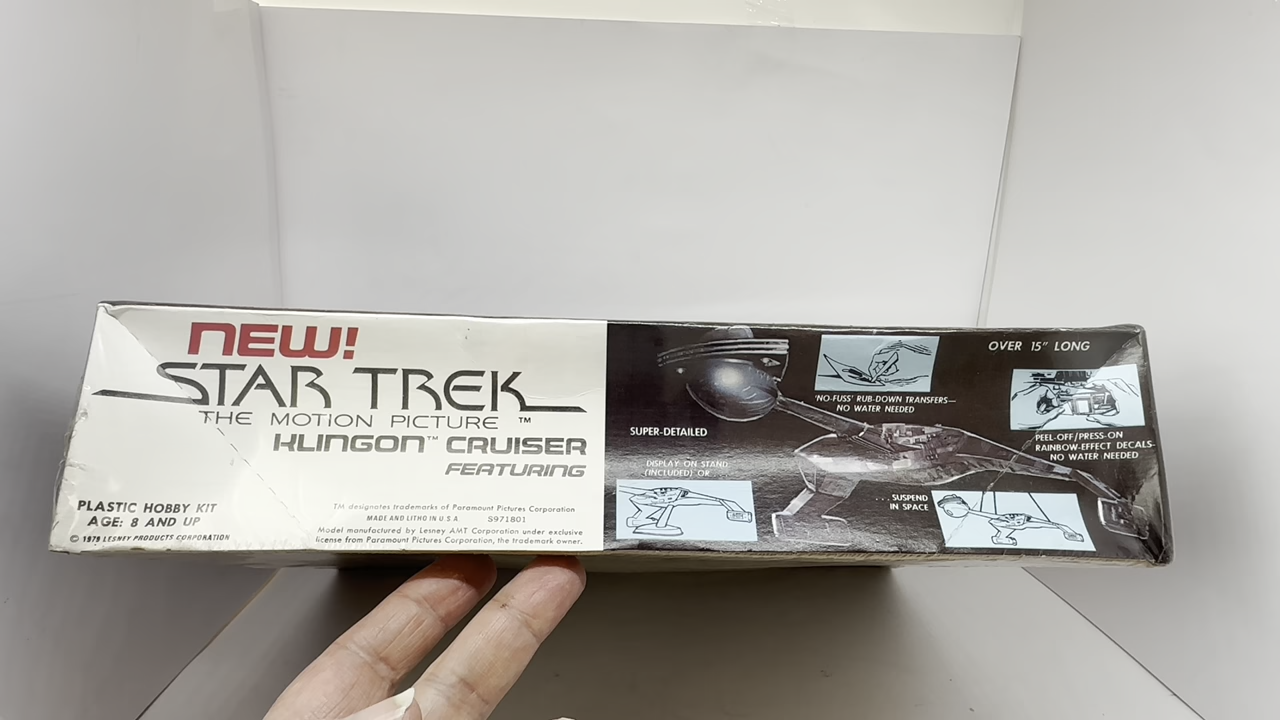 NEW!
STAR TREK
THE MOTION PICTURE ™
KLINGON™ CRUISER
FEATURING
PLASTIC HOBBY KIT
AGE: 8 AND UP
© 1979 LESNEY PRODUCTS CORPORATION
TM designates trademarks of Paramount Pictures Corporation
MADE AND LITHO IN U.S.A. S971801
Model manufactured by Lesney AMT Corporation under exclusive
license from Paramount Pictures Corporation, the trademark owner.
SUPER-DETAILED
DISPLAY ON STAND
(INCLUDED) OR
'NO-FUSS' RUB-DOWN TRANSFERS—
NO WATER NEEDED
. . . SUSPEND
IN SPACE
OVER 15" LONG
PEEL-OFF/PRESS-ON
RAINBOW-EFFECT DECALS-
NO WATER NEEDED